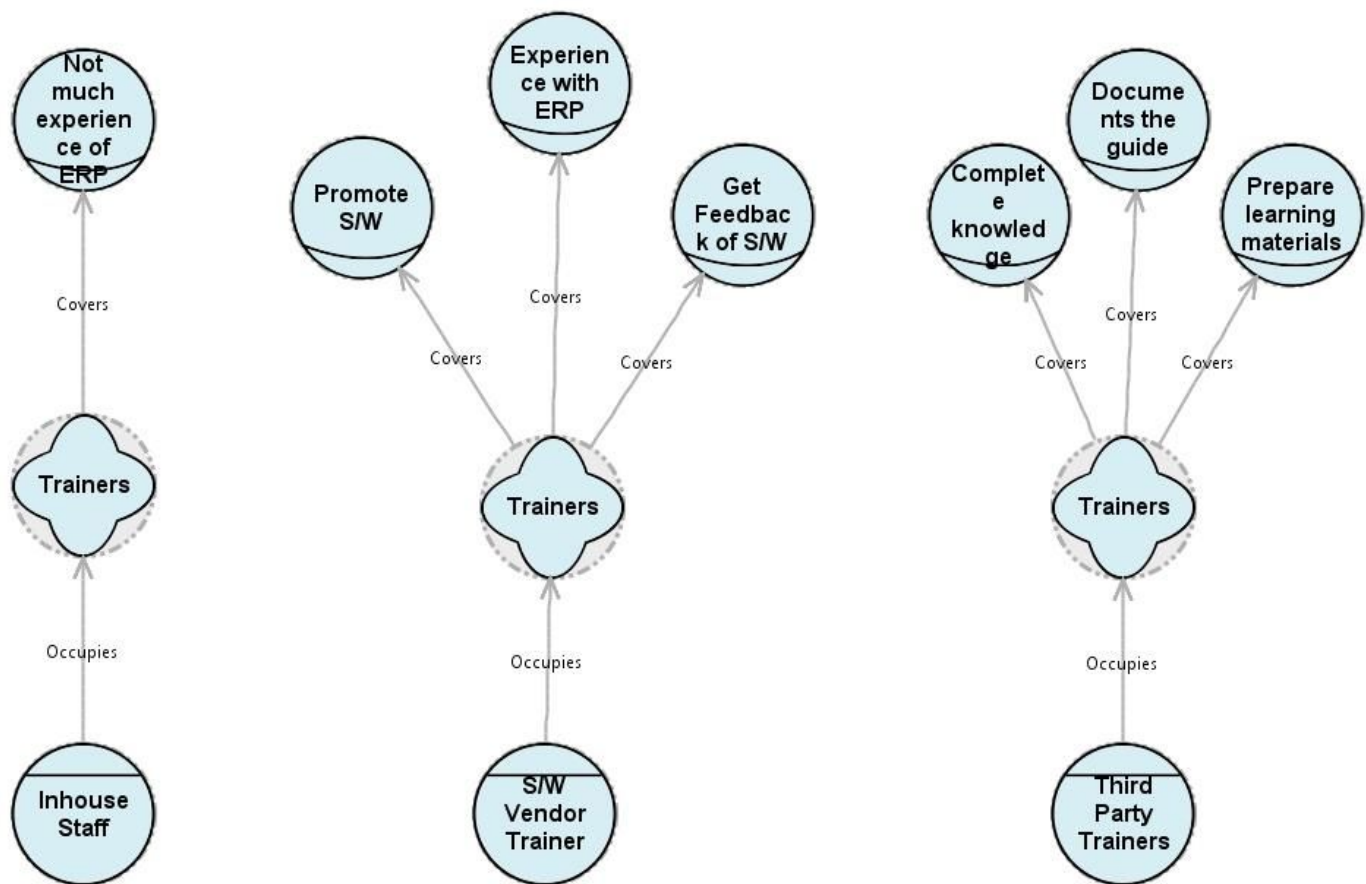 Not
much
experien
ce of
ERP
Covers
Trainers
Occupies
Inhouse
Staff
Promote
S/W
Experien
ce with
ERP
Get
Feedbac
k of S/W
Covers
Covers
Covers
Trainers
Occupies
S/W
Vendor
Trainer
Complet
e
knowled
ge
Docume
nts the
guide
Prepare
learning
materials
Covers
Covers
Covers
Trainers
Occupies
Third
Party
Trainers